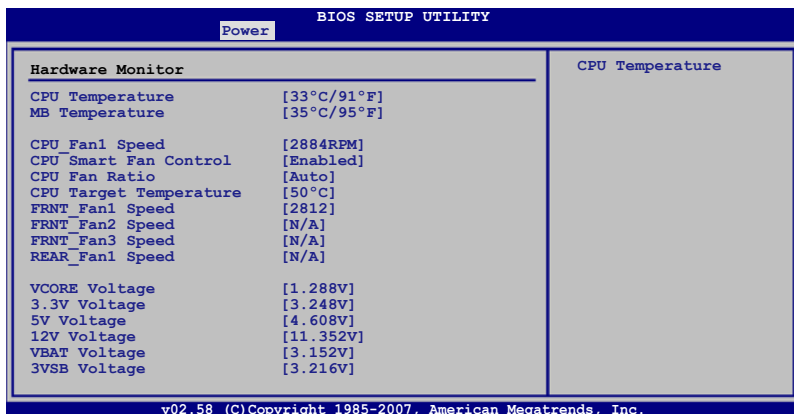 BIOS SETUP UTILITY
Power
Hardware Monitor
CPU Temperature [33°C/91°F]
MB Temperature [35°C/95°F]
CPU_Fan1 Speed [2884RPM]
CPU Smart Fan Control [Enabled]
CPU Fan Ratio [Auto]
CPU Target Temperature [50°C]
FRNT_Fan1 Speed [2812]
FRNT_Fan2 Speed [N/A]
FRNT_Fan3 Speed [N/A]
REAR_Fan1 Speed [N/A]
VCORE Voltage [1.288V]
3.3V Voltage [3.248V]
5V Voltage [4.608V]
12V Voltage [11.352V]
VBAT Voltage [3.152V]
3VSB Voltage [3.216V]
CPU Temperature
v02.58 (C)Copyright 1985-2007, American Megatrends, Inc.